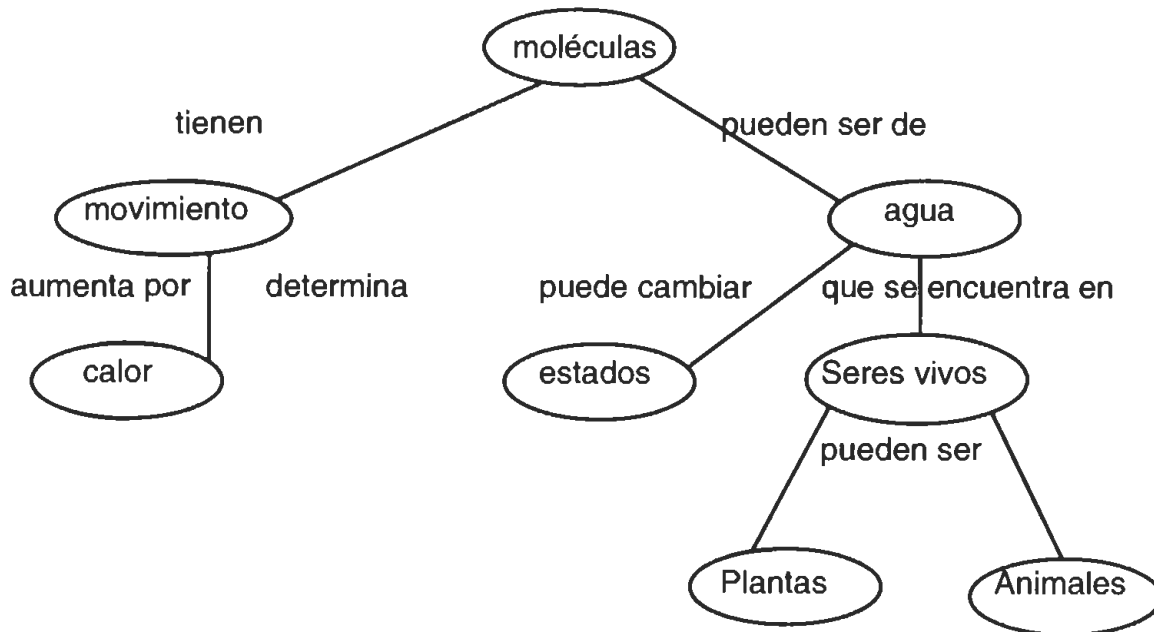 moléculas
tienen
pueden ser de
movimiento
agua
aumenta por
determina
puede cambiar
que se encuentra en
calor
estados
Seres vivos
pueden ser
Plantas
Animales